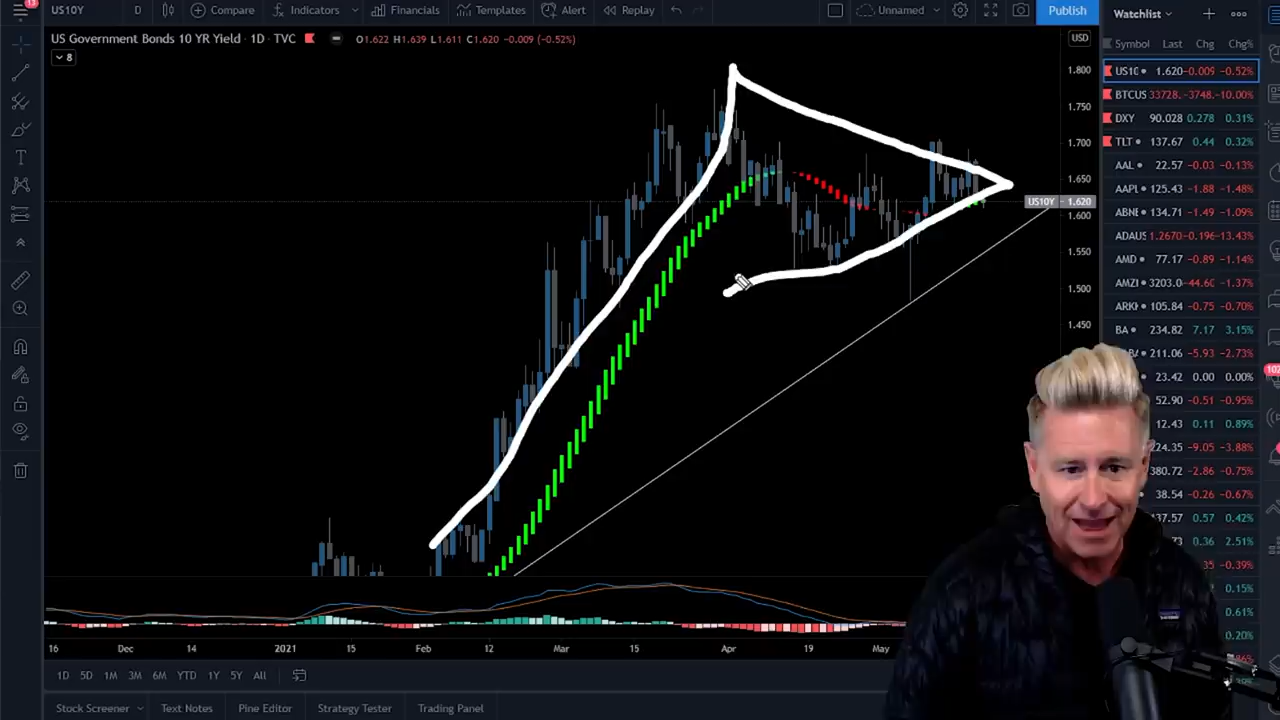 US10Y D Compare Indicators Financials Templates Alert Replay Unnamed Publish
US Government Bonds 10 YR Yield · 1D · TVC O1.622 H1.639 L1.611 C1.620 -0.009 (-0.52%)
8
USD
1.800
1.750
1.700
1.650
US10Y 1.620
1.600
1.550
1.500
1.450
16 Dec 14 2021 15 Feb 12 Mar 15 Apr 19 May
1D 5D 1M 3M 6M YTD 1Y 5Y All
Stock Screener Text Notes Pine Editor Strategy Tester Trading Panel
Watchlist
Symbol Last Chg Chg%
US1 1.620 -0.009 -0.52%
BTCUS 33728. -3748. -10.00%
DXY 90.028 0.278 0.31%
TLT 137.67 0.44 0.32%
AAL 22.57 -0.03 -0.13%
AAPL 125.43 -1.88 -1.48%
ABNB 134.71 -1.49 -1.09%
ADAUS 1.2670 -0.196 -13.43%
AMD 77.17 -0.89 -1.14%
AMZI 3203.0 -44.60 -1.37%
ARK 105.84 -0.75 -0.70%
BA 234.82 7.17 3.15%
211.06 -5.93 -2.73%
23.42 0.00 0.00%
52.90 -0.51 -0.95%
12.43 0.11 0.89%
224.35 -9.05 -3.88%
380.72 -2.86 -0.75%
38.54 -0.26 -0.67%
0.57 0.42%
0.36 2.51%
0.15%
0.61%
0.20%